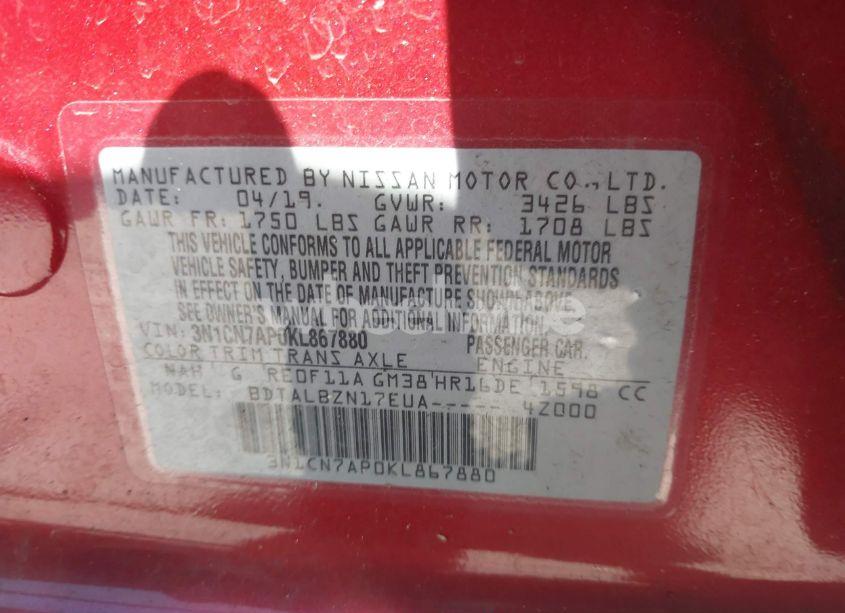 MANUFACTURED BY NISSAN MOTOR CO., LTD.
DATE: 04/19. GVWR: 3426 LBS
GAWR FR: 1750 LBS GAWR RR: 1708 LBS
THIS VEHICLE CONFORMS TO ALL APPLICABLE FEDERAL MOTOR
VEHICLE SAFETY, BUMPER AND THEFT PREVENTION STANDARDS
IN EFFECT ON THE DATE OF MANUFACTURE SHOWN ABOVE.
SEE OWNER'S MANUAL FOR ADDITIONAL INFORMATION.
VIN: 3N1CN7AP0KL867880 PASSENGER CAR.
COLOR TRIM TRANS AXLE ENGINE
NAH G RE0F11A GM38 HR16DE 1598 CC
MODEL: BDTALBZN17EUA----- 4Z000
3N1CN7AP0KL867880